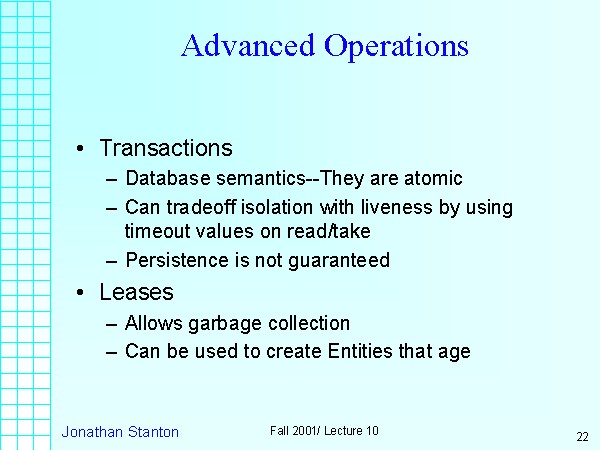 Advanced Operations
• Transactions
– Database semantics--They are atomic
– Can tradeoff isolation with liveness by using
timeout values on read/take
– Persistence is not guaranteed
• Leases
– Allows garbage collection
– Can be used to create Entities that age
Jonathan Stanton
Fall 2001/ Lecture 10
22